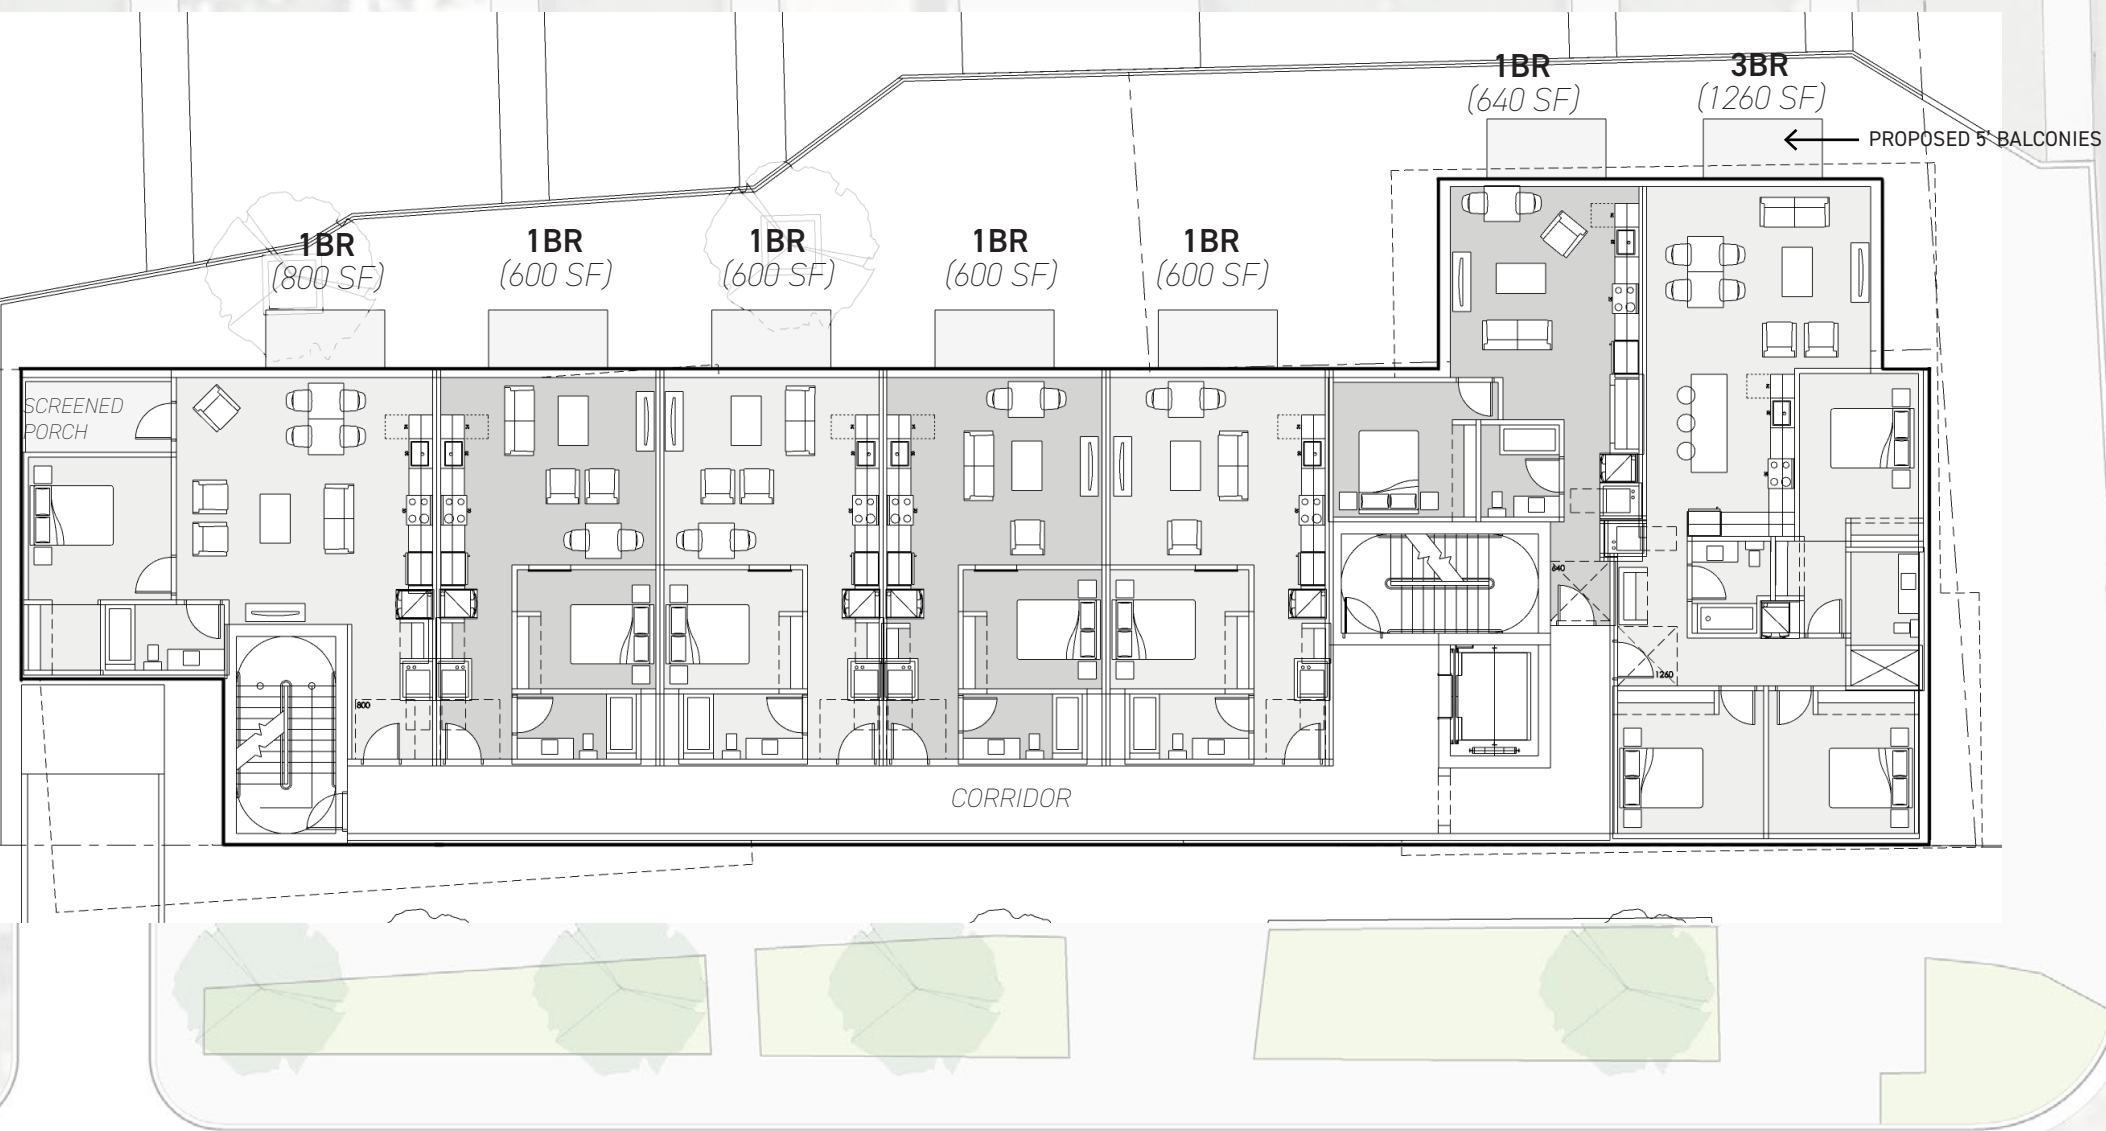 1BR
(640 SF)
3BR
(1260 SF)
PROPOSED 5' BALCONIES
1BR
(800 SF)
1BR
(600 SF)
1BR
(600 SF)
1BR
(600 SF)
1BR
(600 SF)
SCREENED
PORCH
640
1260
800
CORRIDOR